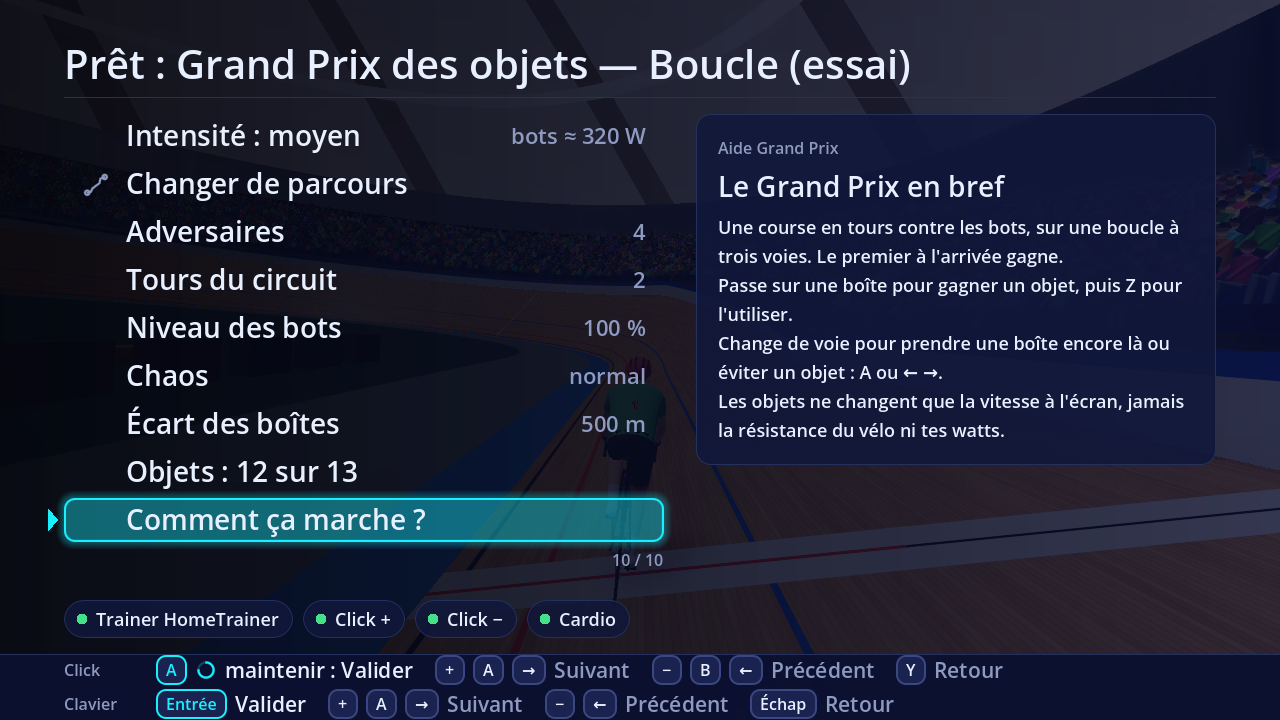 Prêt : Grand Prix des objets — Boucle (essai)
Intensité : moyen bots ≈ 320 W
Changer de parcours
Adversaires 4
Tours du circuit 2
Niveau des bots 100 %
Chaos normal
Écart des boîtes 500 m
Objets : 12 sur 13
Comment ça marche ?
10 / 10
Aide Grand Prix
Le Grand Prix en bref
Une course en tours contre les bots, sur une boucle à
trois voies. Le premier à l'arrivée gagne.
Passe sur une boîte pour gagner un objet, puis Z pour
l'utiliser.
Change de voie pour prendre une boîte encore là ou
éviter un objet : A ou ← →.
Les objets ne changent que la vitesse à l'écran, jamais
la résistance du vélo ni tes watts.
Trainer HomeTrainer Click + Click − Cardio
Click A maintenir : Valider + A → Suivant − B ← Précédent Y Retour
Clavier Entrée Valider + A → Suivant − ← Précédent Échap Retour